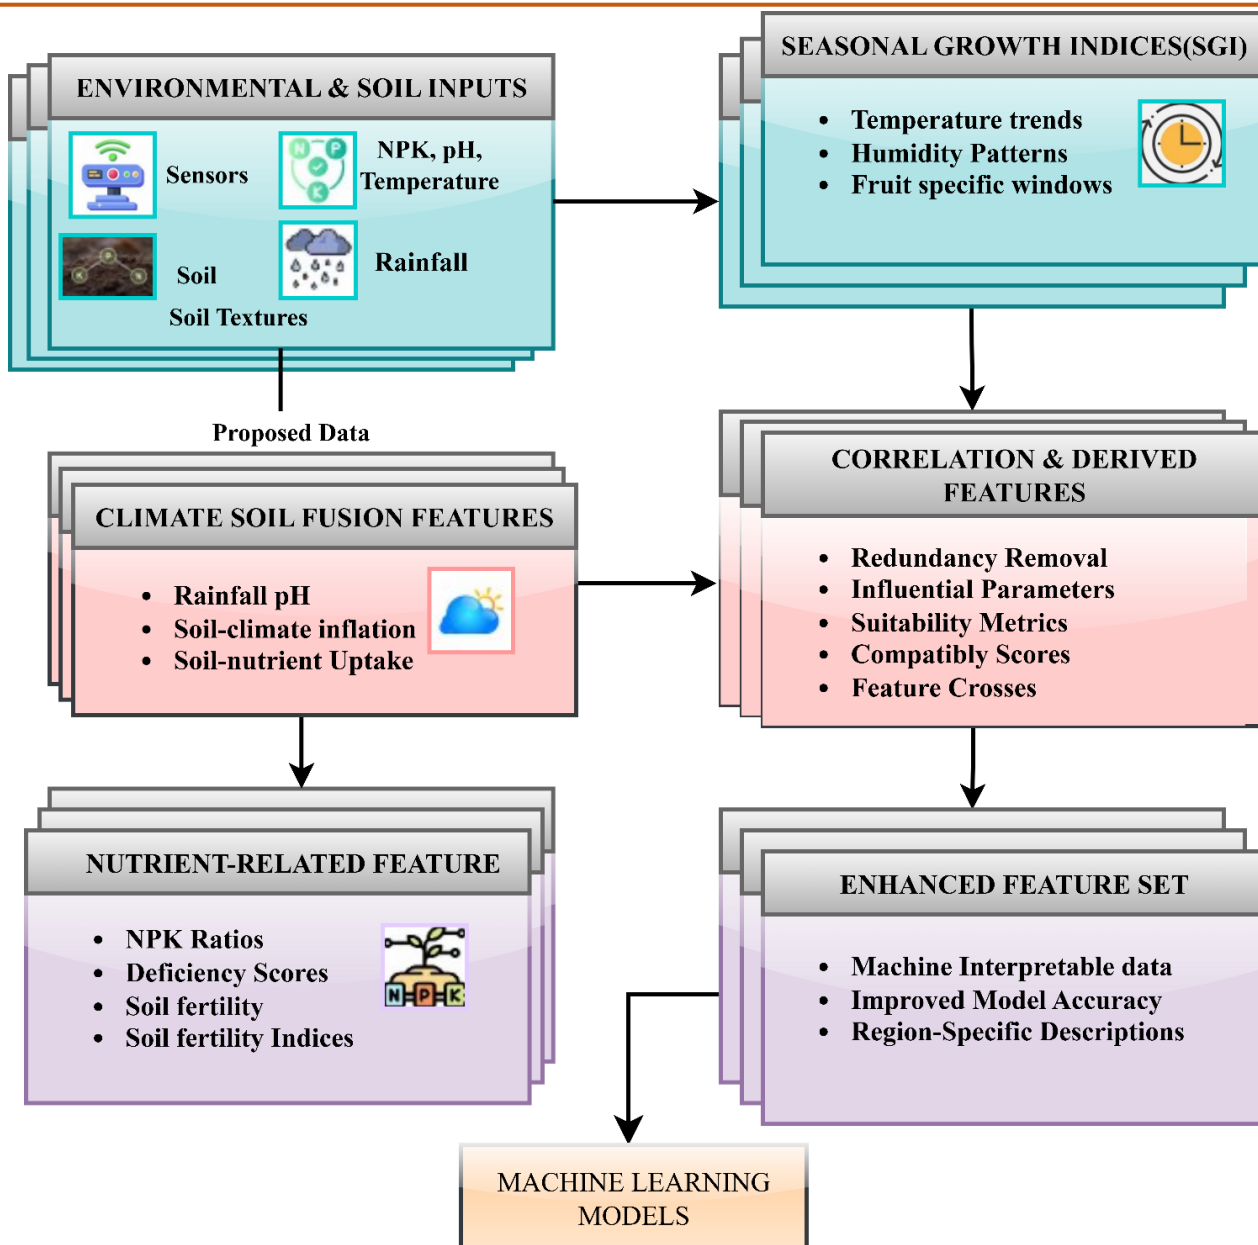 ENVIRONMENTAL & SOIL INPUTS
Sensors
N P K
NPK, pH,
Temperature
K P
Soil
Rainfall
Soil Textures
SEASONAL GROWTH INDICES(SGI)
• Temperature trends
• Humidity Patterns
• Fruit specific windows
Proposed Data
CLIMATE SOIL FUSION FEATURES
• Rainfall pH
• Soil-climate inflation
• Soil-nutrient Uptake
CORRELATION & DERIVED
FEATURES
• Redundancy Removal
• Influential Parameters
• Suitability Metrics
• Compatibly Scores
• Feature Crosses
NUTRIENT-RELATED FEATURE
• NPK Ratios
• Deficiency Scores
• Soil fertility
• Soil fertility Indices
N P K
ENHANCED FEATURE SET
• Machine Interpretable data
• Improved Model Accuracy
• Region-Specific Descriptions
MACHINE LEARNING
MODELS